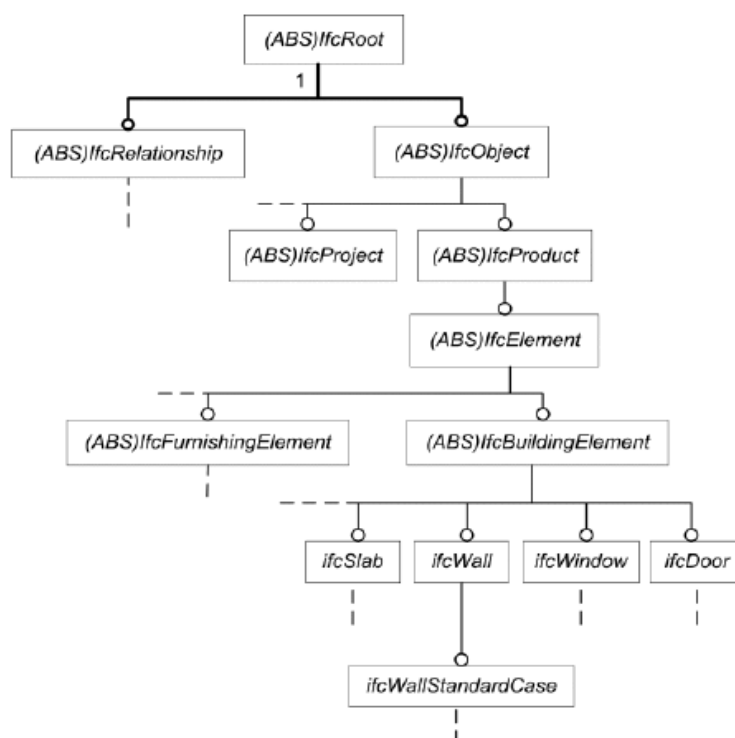 (ABS)IfcRoot
1
(ABS)IfcRelationship
(ABS)IfcObject
(ABS)IfcProject
(ABS)IfcProduct
(ABS)IfcElement
(ABS)IfcFurnishingElement
(ABS)IfcBuildingElement
ifcSlab
ifcWall
ifcWindow
ifcDoor
ifcWallStandardCase